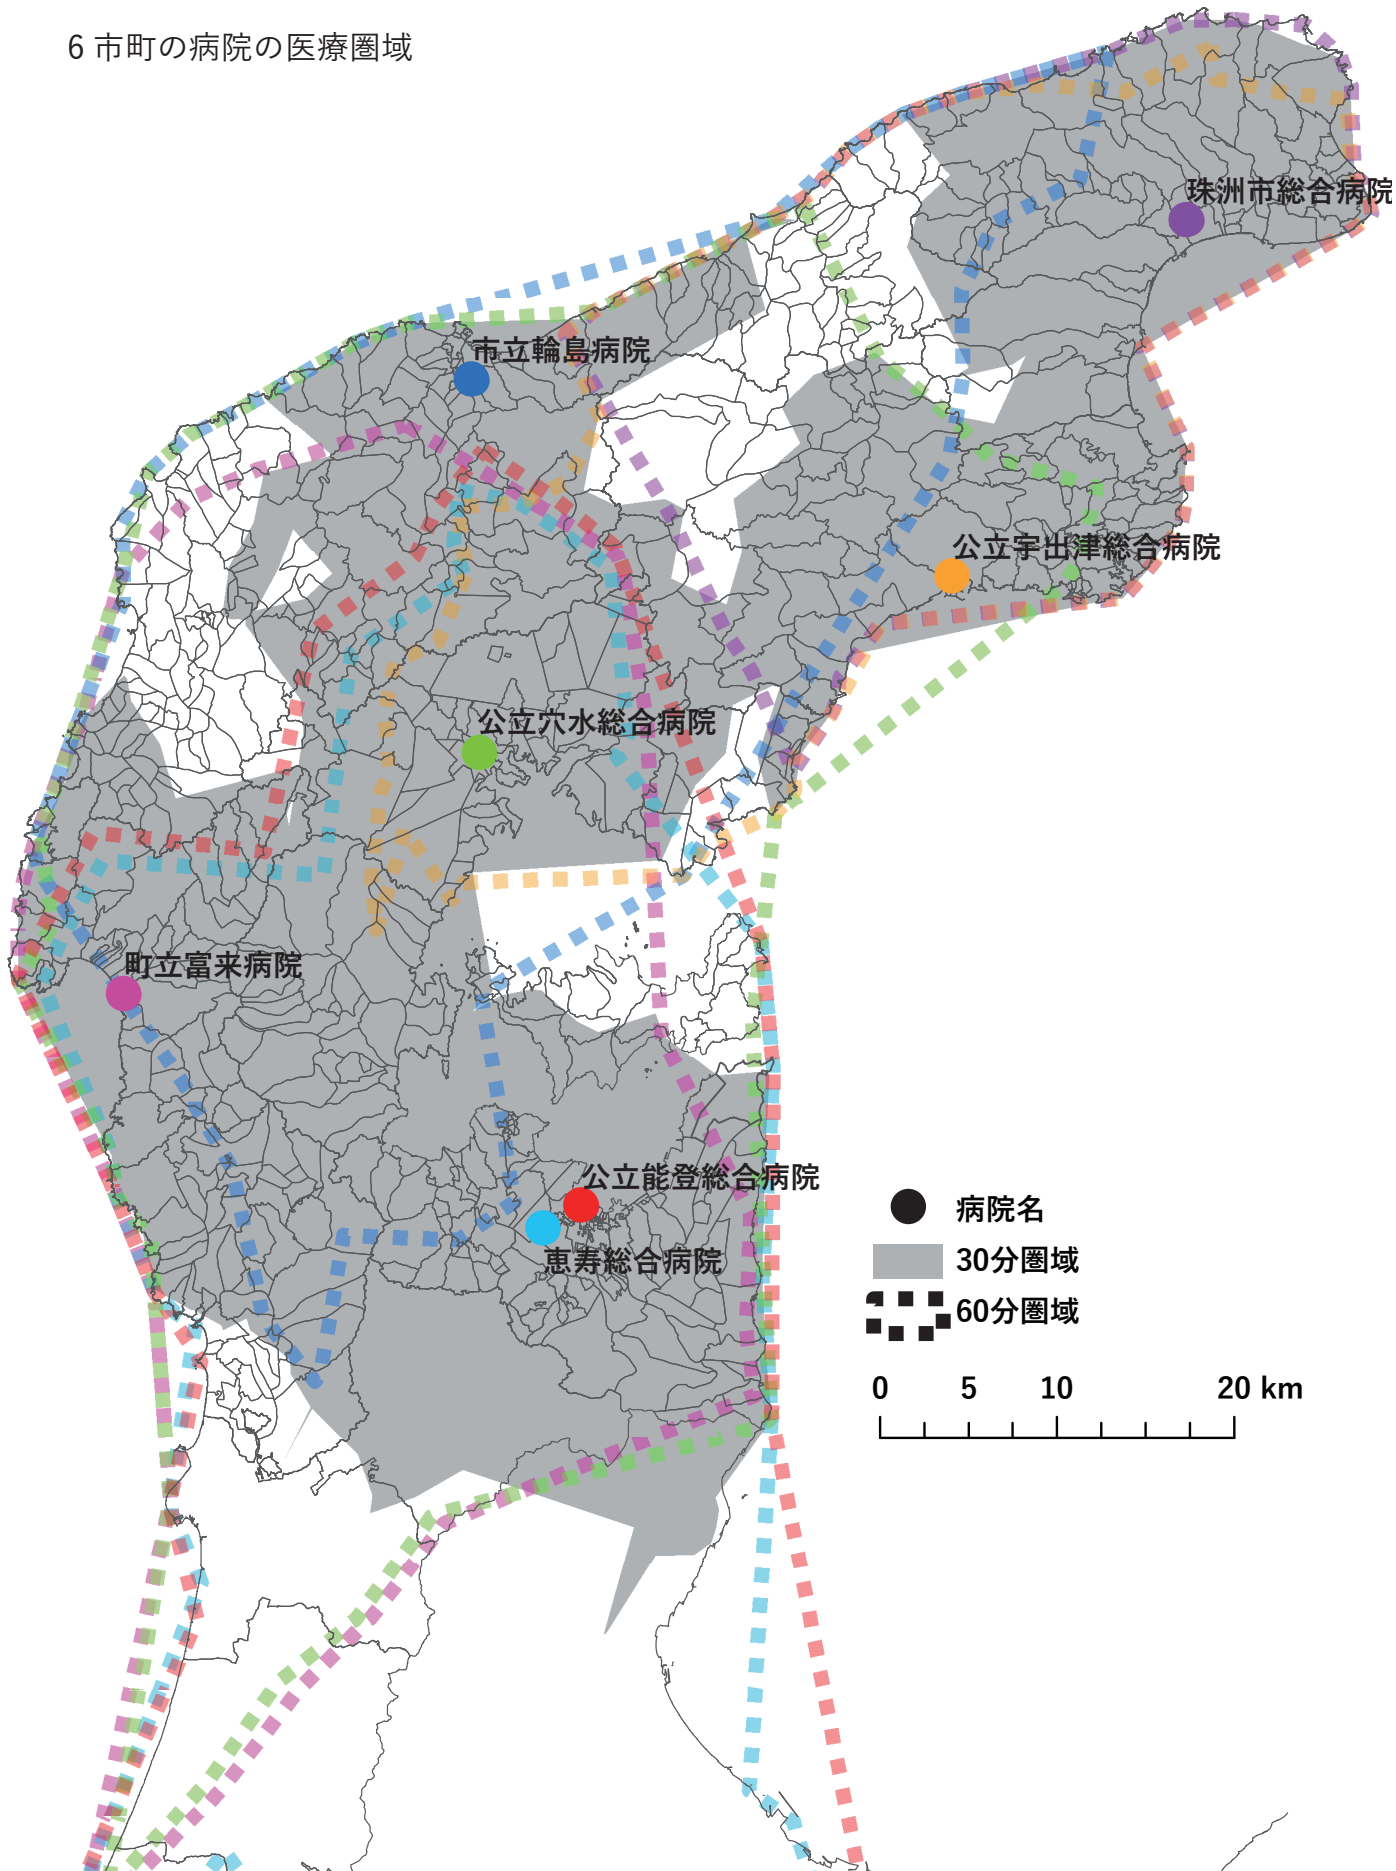 6 市町の病院の医療圏域
珠洲市総合病院
市立輪島病院
公立宇出津総合病院
公立穴水総合病院
町立富来病院
公立能登総合病院
恵寿総合病院
病院名
30分圏域
60分圏域
0 5 10 20 km